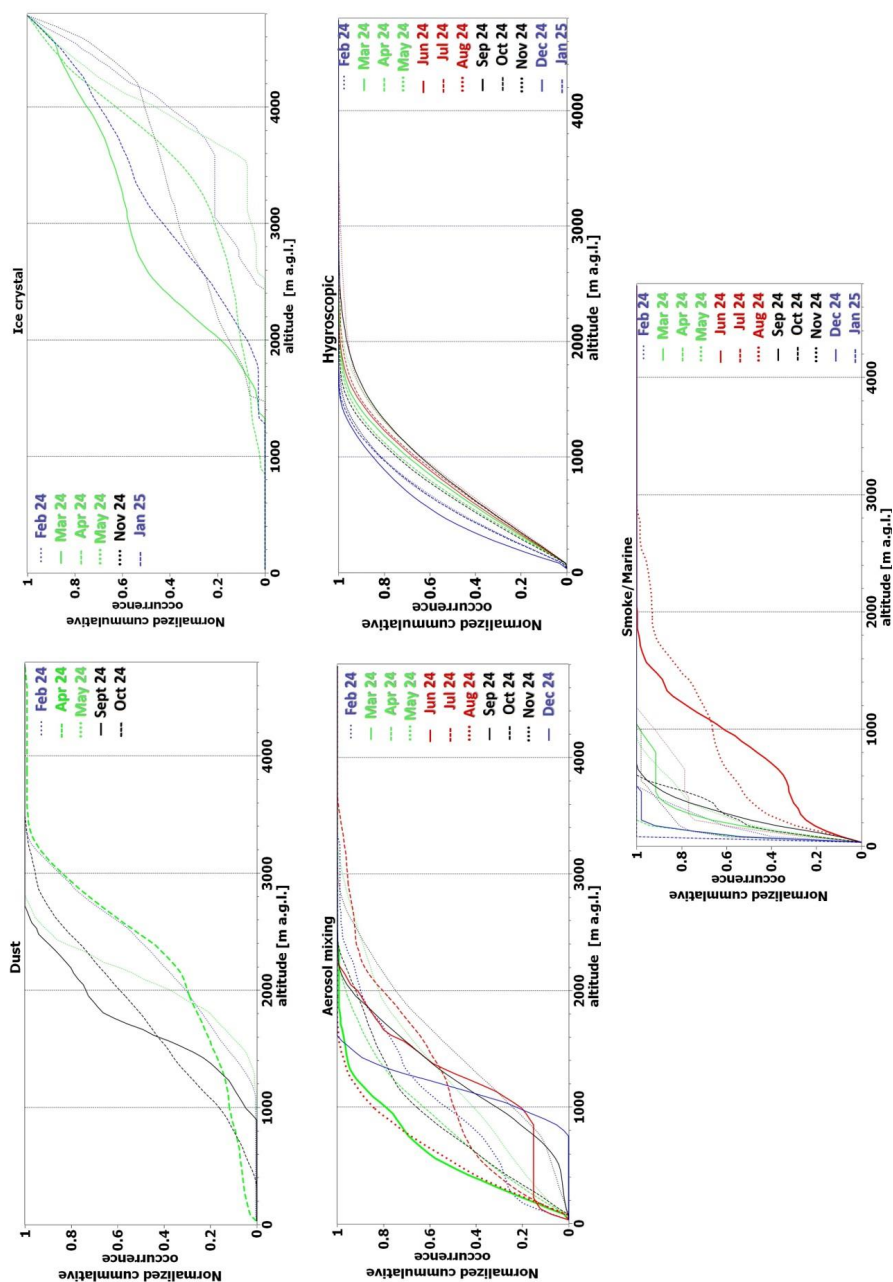 Dust
Normalized cummulative
occurrence
1
0.8
0.6
0.4
0.2
0
0
1000
2000
3000
4000
altitude [m a.g.l.]
Feb 24
Apr 24
May 24
Sept 24
Oct 24
Ice crystal
Normalized cummulative
occurrence
1
0.8
0.6
0.4
0.2
0
0
1000
2000
3000
4000
altitude [m a.g.l.]
Feb 24
Mar 24
Apr 24
May 24
Nov 24
Jan 25
Aerosol mixing
Normalized cummulative
occurrence
1
0.8
0.6
0.4
0.2
0
0
1000
2000
3000
4000
altitude [m a.g.l.]
Feb 24
Mar 24
Apr 24
May 24
Jun 24
Jul 24
Aug 24
Sep 24
Oct 24
Nov 24
Dec 24
Hygroscopic
Normalized cummulative
occurrence
1
0.8
0.6
0.4
0.2
0
0
1000
2000
3000
4000
altitude [m a.g.l.]
Feb 24
Mar 24
Apr 24
May 24
Jun 24
Jul 24
Aug 24
Sep 24
Oct 24
Nov 24
Dec 24
Jan 25
Smoke/Marine
Normalized cummulative
occurrence
1
0.8
0.6
0.4
0.2
0
0
1000
2000
3000
4000
altitude [m a.g.l.]
Feb 24
Mar 24
Apr 24
May 24
Jun 24
Jul 24
Aug 24
Sep 24
Oct 24
Nov 24
Dec 24
Jan 25